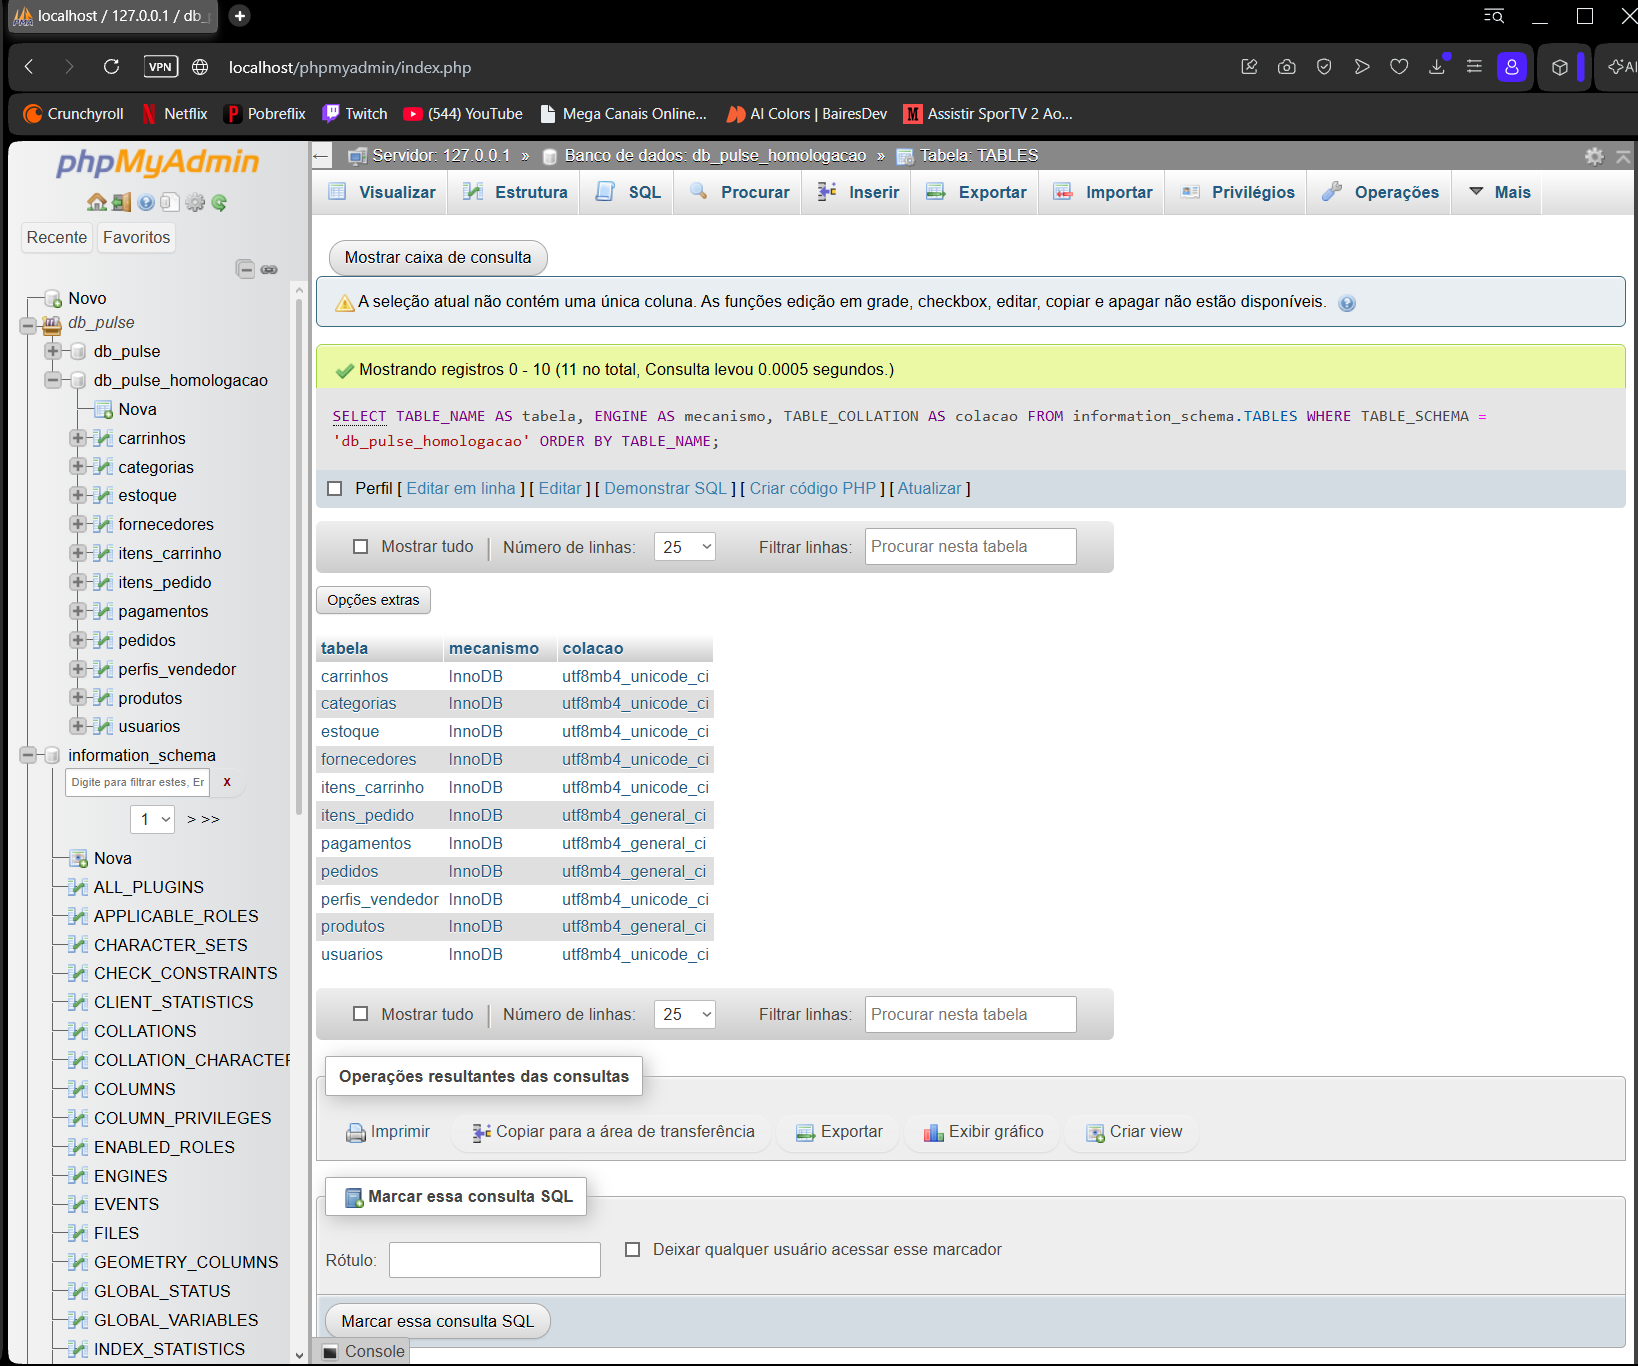 localhost / 127.0.0.1 / db_
VPN
localhost/phpmyadmin/index.php
AI
Crunchyroll
Netflix
Pobreflix
Twitch
(544) YouTube
Mega Canais Online...
AI Colors | BairesDev
Assistir SporTV 2 Ao...
phpMyAdmin
Recente
Favoritos
Novo
db_pulse
db_pulse
db_pulse_homologacao
Nova
carrinhos
categorias
estoque
fornecedores
itens_carrinho
itens_pedido
pagamentos
pedidos
perfis_vendedor
produtos
usuarios
information_schema
Digite para filtrar estes, Er
X
1
> >>
Nova
ALL_PLUGINS
APPLICABLE_ROLES
CHARACTER_SETS
CHECK_CONSTRAINTS
CLIENT_STATISTICS
COLLATIONS
COLLATION_CHARACTER
COLUMNS
COLUMN_PRIVILEGES
ENABLED_ROLES
ENGINES
EVENTS
FILES
GEOMETRY_COLUMNS
GLOBAL_STATUS
GLOBAL_VARIABLES
INDEX_STATISTICS
Servidor: 127.0.0.1 » Banco de dados: db_pulse_homologacao » Tabela: TABLES
Visualizar
Estrutura
SQL
Procurar
Inserir
Exportar
Importar
Privilégios
Operações
Mais
Mostrar caixa de consulta
A seleção atual não contém uma única coluna. As funções edição em grade, checkbox, editar, copiar e apagar não estão disponíveis.
Mostrando registros 0 - 10 (11 no total, Consulta levou 0.0005 segundos.)
SELECT TABLE_NAME AS tabela, ENGINE AS mecanismo, TABLE_COLLATION AS colacao FROM information_schema.TABLES WHERE TABLE_SCHEMA =
'db_pulse_homologacao' ORDER BY TABLE_NAME;
Perfil [ Editar em linha ] [ Editar ] [ Demonstrar SQL ] [ Criar código PHP ] [ Atualizar ]
Mostrar tudo
Número de linhas: 25
Filtrar linhas: Procurar nesta tabela
Opções extras
tabela mecanismo colacao
carrinhos InnoDB utf8mb4_unicode_ci
categorias InnoDB utf8mb4_unicode_ci
estoque InnoDB utf8mb4_unicode_ci
fornecedores InnoDB utf8mb4_unicode_ci
itens_carrinho InnoDB utf8mb4_unicode_ci
itens_pedido InnoDB utf8mb4_general_ci
pagamentos InnoDB utf8mb4_general_ci
pedidos InnoDB utf8mb4_general_ci
perfis_vendedor InnoDB utf8mb4_unicode_ci
produtos InnoDB utf8mb4_general_ci
usuarios InnoDB utf8mb4_unicode_ci
Mostrar tudo
Número de linhas: 25
Filtrar linhas: Procurar nesta tabela
Operações resultantes das consultas
Imprimir
Copiar para a área de transferência
Exportar
Exibir gráfico
Criar view
Marcar essa consulta SQL
Rótulo:
Deixar qualquer usuário acessar esse marcador
Marcar essa consulta SQL
Console